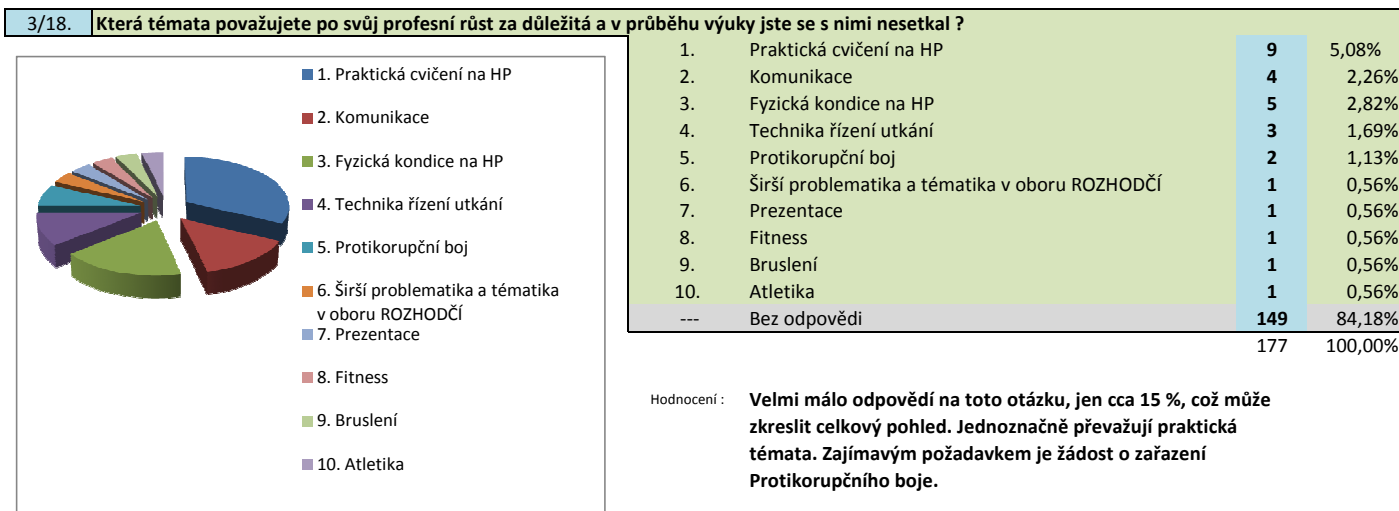 3/18. Která témata považujete po svůj profesní růst za důležitá a v průběhu výuky jste se s nimi nesetkal ?
1. Praktická cvičení na HP
2. Komunikace
3. Fyzická kondice na HP
4. Technika řízení utkání
5. Protikorupční boj
6. Širší problematika a tématika
v oboru ROZHODČÍ
7. Prezentace
8. Fitness
9. Bruslení
10. Atletika
1. Praktická cvičení na HP 9 5,08%
2. Komunikace 4 2,26%
3. Fyzická kondice na HP 5 2,82%
4. Technika řízení utkání 3 1,69%
5. Protikorupční boj 2 1,13%
6. Širší problematika a tématika v oboru ROZHODČÍ 1 0,56%
7. Prezentace 1 0,56%
8. Fitness 1 0,56%
9. Bruslení 1 0,56%
10. Atletika 1 0,56%
--- Bez odpovědi 149 84,18%
177 100,00%
Hodnocení : Velmi málo odpovědí na toto otázku, jen cca 15 %, což může
zkreslit celkový pohled. Jednoznačně převažují praktická
témata. Zajímavým požadavkem je žádost o zařazení
Protikorupčního boje.